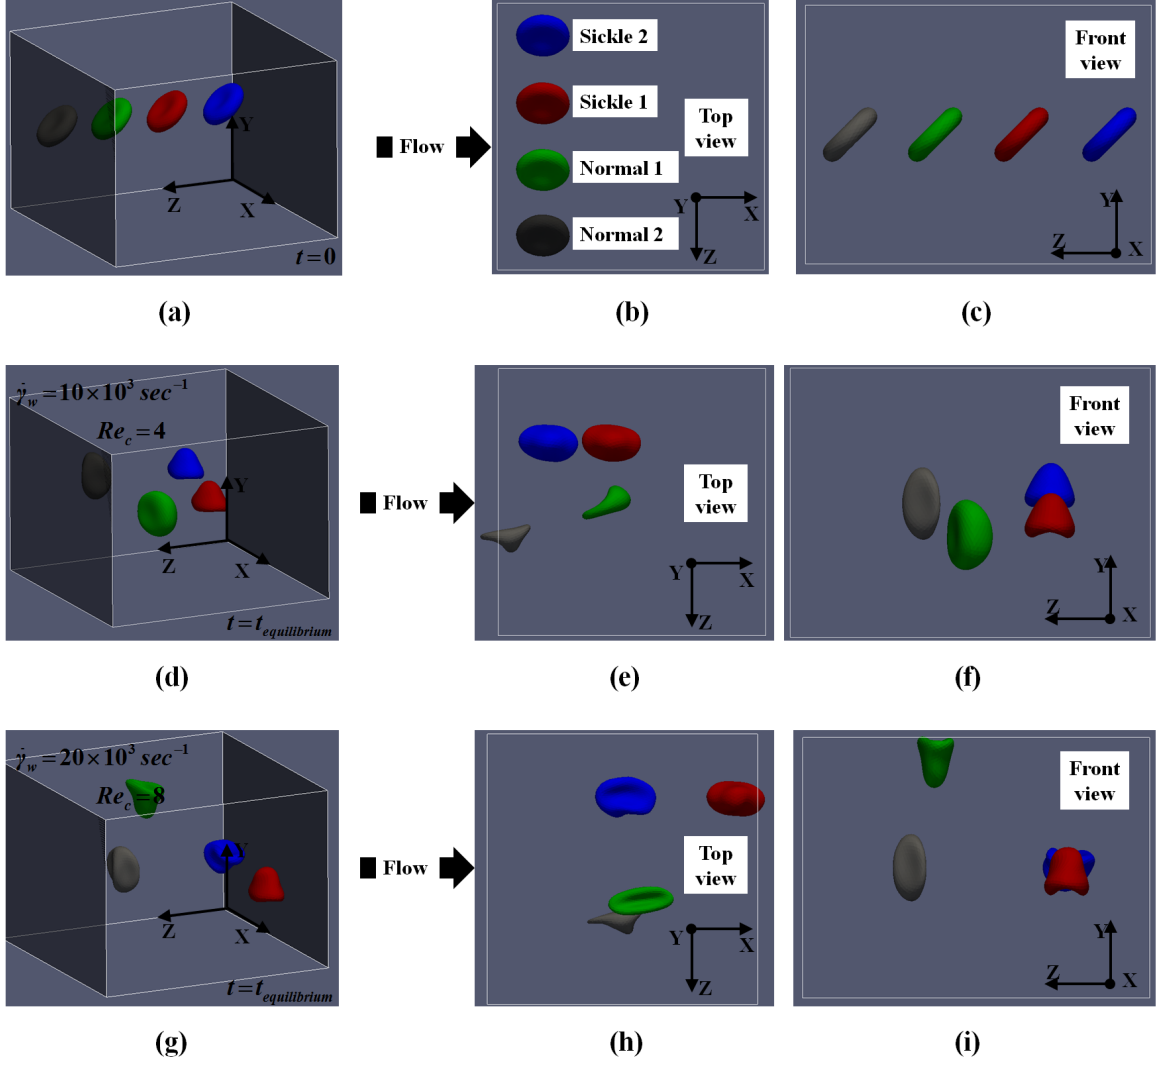 Y
Z
X
t=0
(a)
Flow
Sickle 2
Sickle 1
Normal 1
Normal 2
Top
view
Y
X
Z
(b)
Front
view
Y
Z
X
(c)
γ̇w = 10×10³ sec⁻¹
Rec = 4
Y
Z
X
t = tequilibrium
(d)
Flow
Top
view
Y
X
Z
(e)
Front
view
Y
Z
X
(f)
γ̇w = 20×10³ sec⁻¹
Rec = 8
Y
Z
X
t = tequilibrium
(g)
Flow
Top
view
Y
X
Z
(h)
Front
view
Y
Z
X
(i)